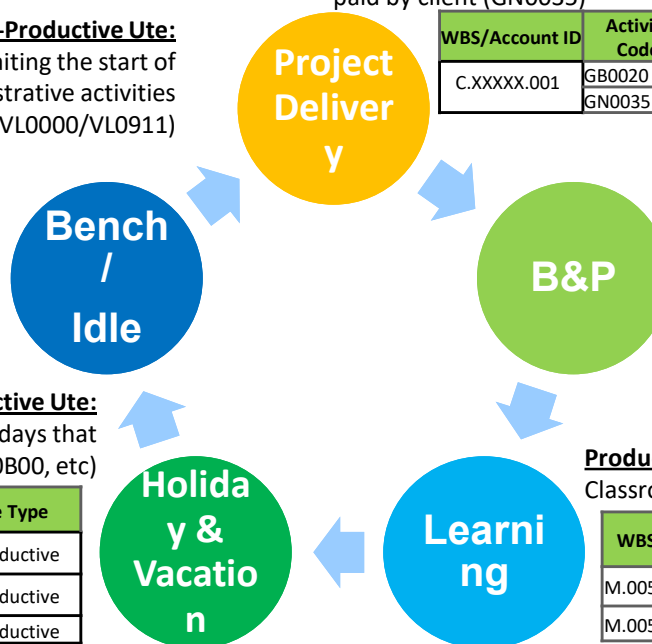 paid by client (GN0035)
-Productive Ute:
iting the start of
strative activities
VL0000/VL0911)
WBS/Account ID
Activi
Code
C.XXXXX.001
GB0020
GN0035
Project
Deliver
y
Bench
/
Idle
B&P
ctive Ute:
days that
0B00, etc)
e Type
ductive
ductive
ductive
Holida
y &
Vacatio
n
Learni
ng
Produ
Classro
WBS
M.005
M.005